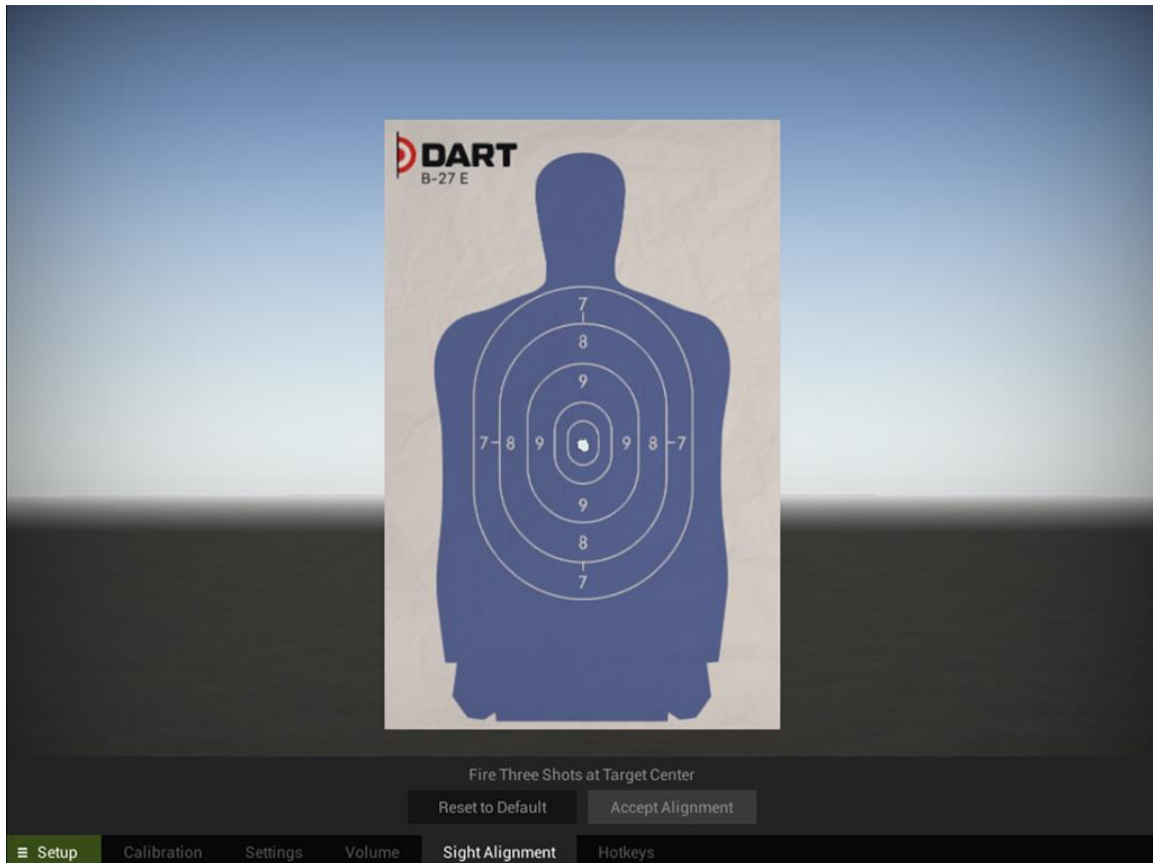 DART
B-27 E
7
8
9
7 8 9 9 8 7
9
8
7
Fire Three Shots at Target Center
Reset to Default Accept Alignment
Setup Calibration Settings Volume Sight Alignment Hotkeys